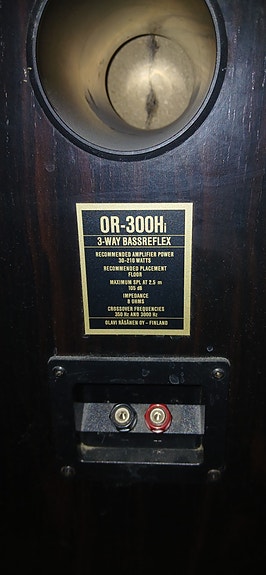 OR-300Hi
3-WAY BASSREFLEX
RECOMMENDED AMPLIFIER POWER
30-210 WATTS
RECOMMENDED PLACEMENT
FLOOR
MAXIMUM SPL AT 2.5 m
105 dB
IMPEDANCE
8 OHMS
CROSSOVER FREQUENCIES
350 Hz AND 3000 Hz
OLAVI RÄSÄNEN OY - FINLAND